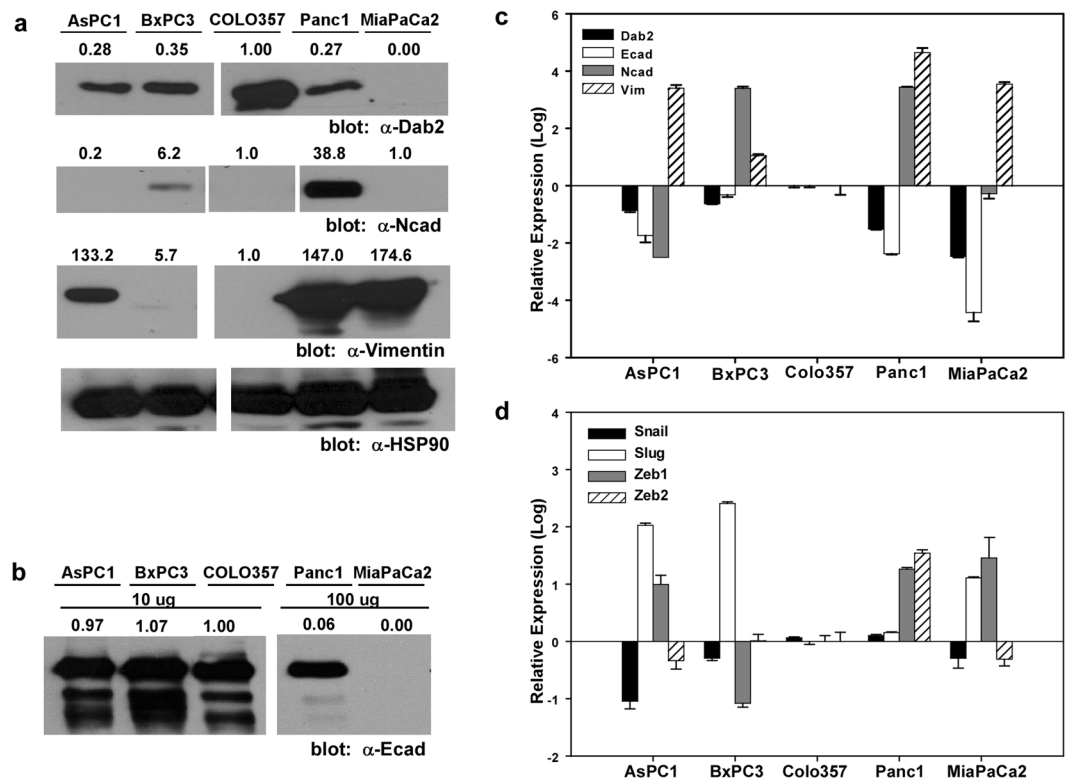 a
AsPC1 BxPC3 COLO357 Panc1 MiaPaCa2
0.28 0.35 1.00 0.27 0.00
blot: α-Dab2
0.2 6.2 1.0 38.8 1.0
blot: α-Ncad
133.2 5.7 1.0 147.0 174.6
blot: α-Vimentin
blot: α-HSP90
b
AsPC1 BxPC3 COLO357 Panc1 MiaPaCa2
10 ug 100 ug
0.97 1.07 1.00 0.06 0.00
blot: α-Ecad
c
Dab2
Ecad
Ncad
Vim
Relative Expression (Log)
6
4
2
0
-2
-4
-6
AsPC1 BxPC3 Colo357 Panc1 MiaPaCa2
d
Snail
Slug
Zeb1
Zeb2
Relative Expression (Log)
4
3
2
1
0
-1
-2
AsPC1 BxPC3 Colo357 Panc1 MiaPaCa2